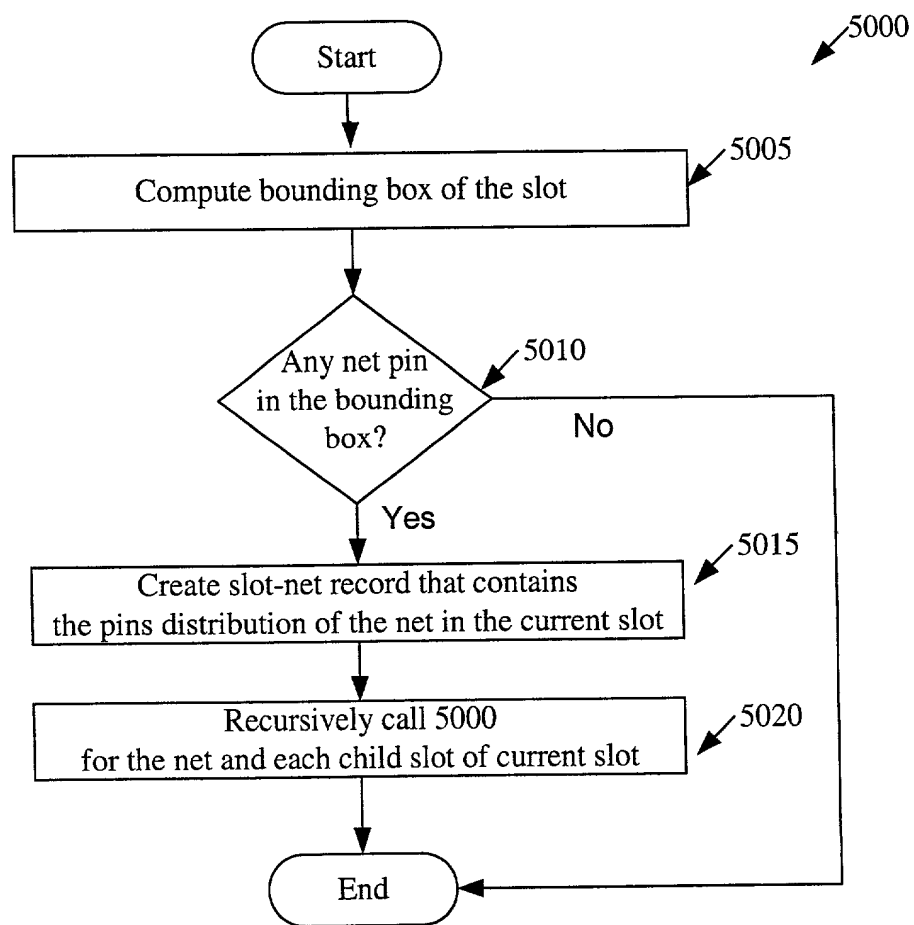 5000
Start
5005
Compute bounding box of the slot
Any net pin
in the bounding
box?
5010
No
Yes
5015
Create slot-net record that contains
the pins distribution of the net in the current slot
5020
Recursively call 5000
for the net and each child slot of current slot
End